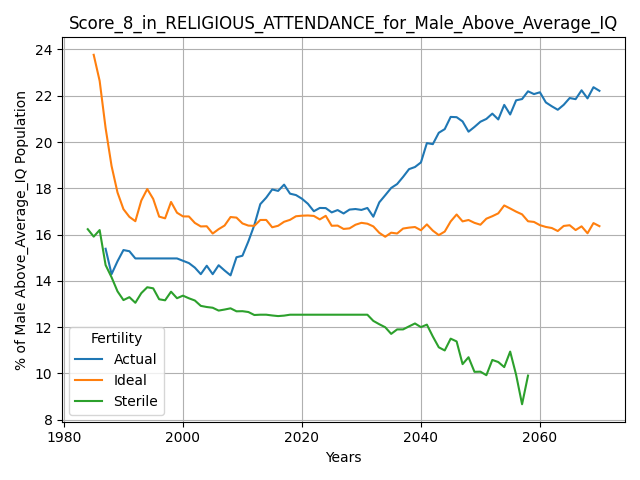 Score_8_in_RELIGIOUS_ATTENDANCE_for_Male_Above_Average_IQ
% of Male Above_Average_IQ Population
24
22
20
18
16
14
12
10
8
Fertility
Actual
Ideal
Sterile
1980 2000 2020 2040 2060
Years